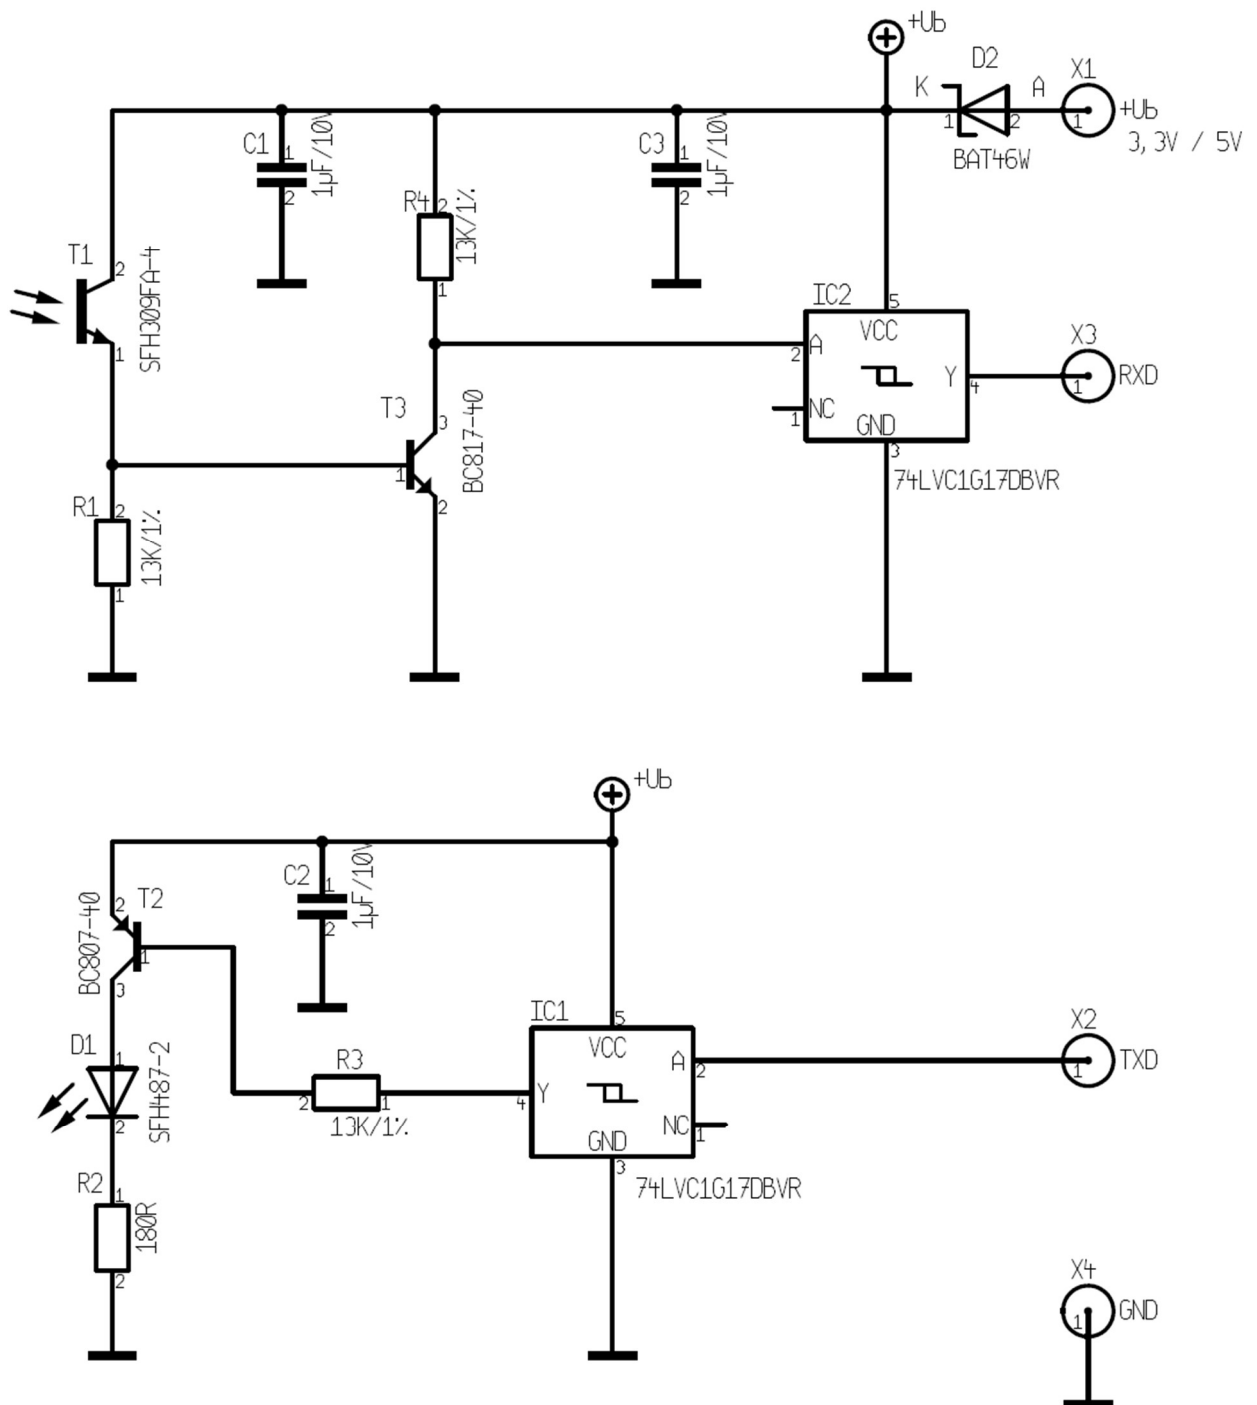 +Ub
D2
X1
K
A
1
2
1
+Ub
3,3V / 5V
BAT46W
C1
1
2
1µF/10V
R4
2
1
13K/1%
C3
1
2
1µF/10V
T1
2
1
SFH309FA-4
IC2
5
VCC
2
A
Y
4
NC
1
GND
3
74LVC1G17DBVR
X3
1
RXD
T3
3
1
2
BC817-40
R1
2
1
13K/1%
+Ub
C2
1
2
1µF/10V
T2
2
1
3
BC807-40
IC1
5
VCC
A
2
4
Y
NC
1
GND
3
74LVC1G17DBVR
X2
1
TXD
D1
1
2
SFH487-2
R3
2
1
13K/1%
R2
1
2
180R
X4
1
GND